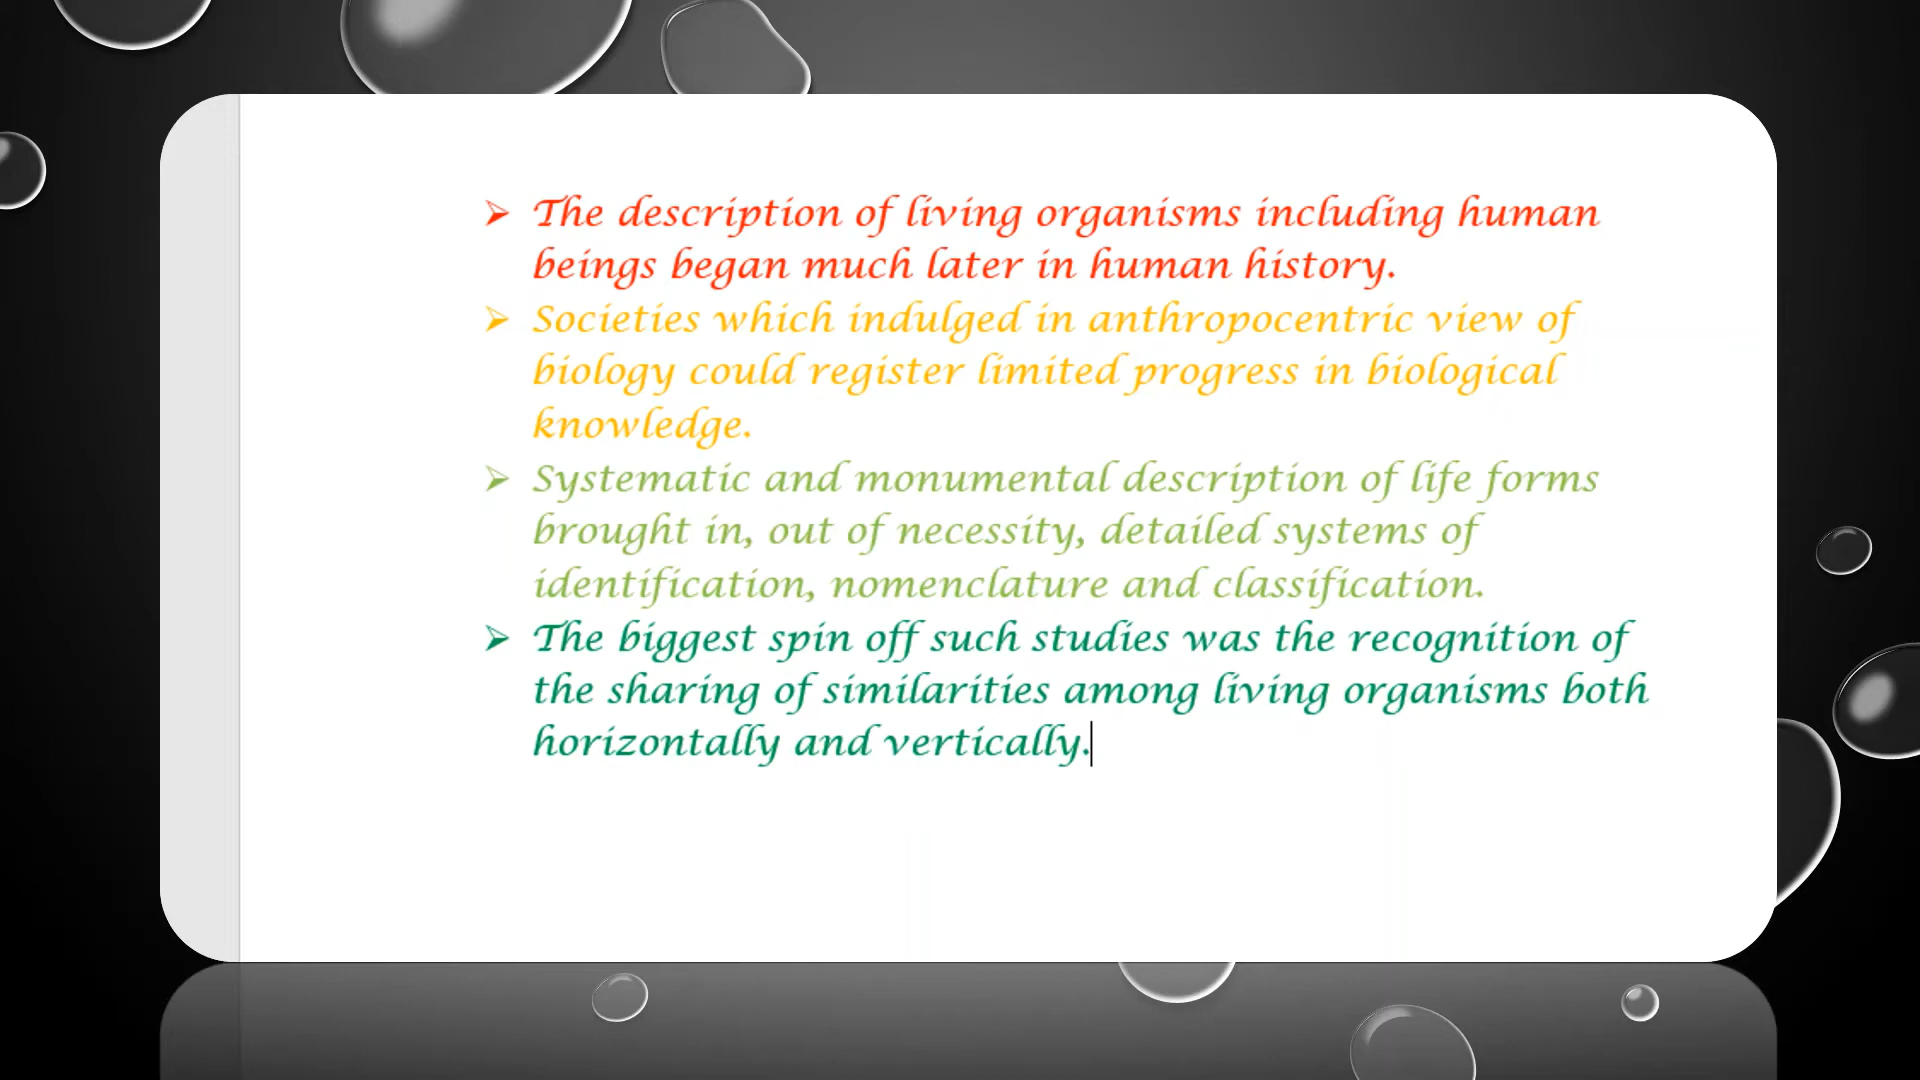 The description of living organisms including human
beings began much later in human history.
Societies which indulged in anthropocentric view of
biology could register limited progress in biological
knowledge.
Systematic and monumental description of life forms
brought in, out of necessity, detailed systems of
identification, nomenclature and classification.
The biggest spin off such studies was the recognition of
the sharing of similarities among living organisms both
horizontally and vertically.